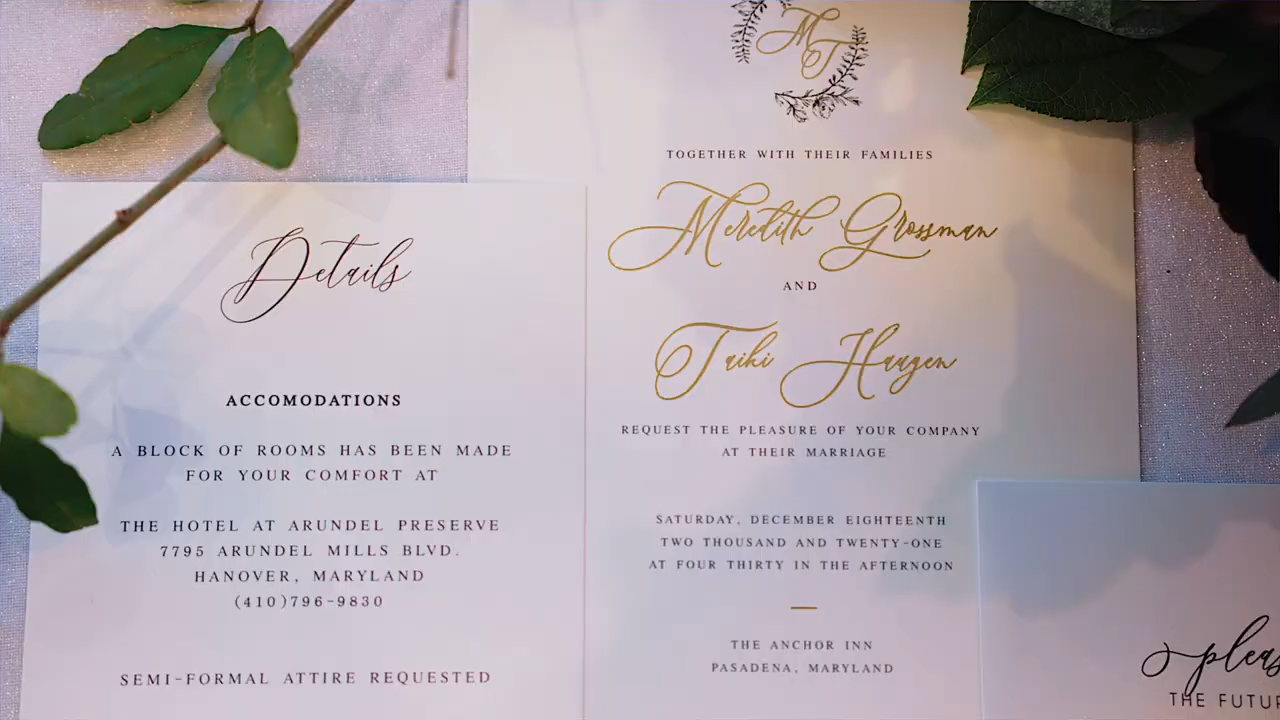 Details
ACCOMODATIONS
A BLOCK OF ROOMS HAS BEEN MADE
FOR YOUR COMFORT AT
THE HOTEL AT ARUNDEL PRESERVE
7795 ARUNDEL MILLS BLVD.
HANOVER, MARYLAND
(410)796-9830
SEMI-FORMAL ATTIRE REQUESTED
M
T
TOGETHER WITH THEIR FAMILIES
Meredith Grossman
AND
Taiki Haugen
REQUEST THE PLEASURE OF YOUR COMPANY
AT THEIR MARRIAGE
SATURDAY, DECEMBER EIGHTEENTH
TWO THOUSAND AND TWENTY-ONE
AT FOUR THIRTY IN THE AFTERNOON
THE ANCHOR INN
PASADENA, MARYLAND
THE